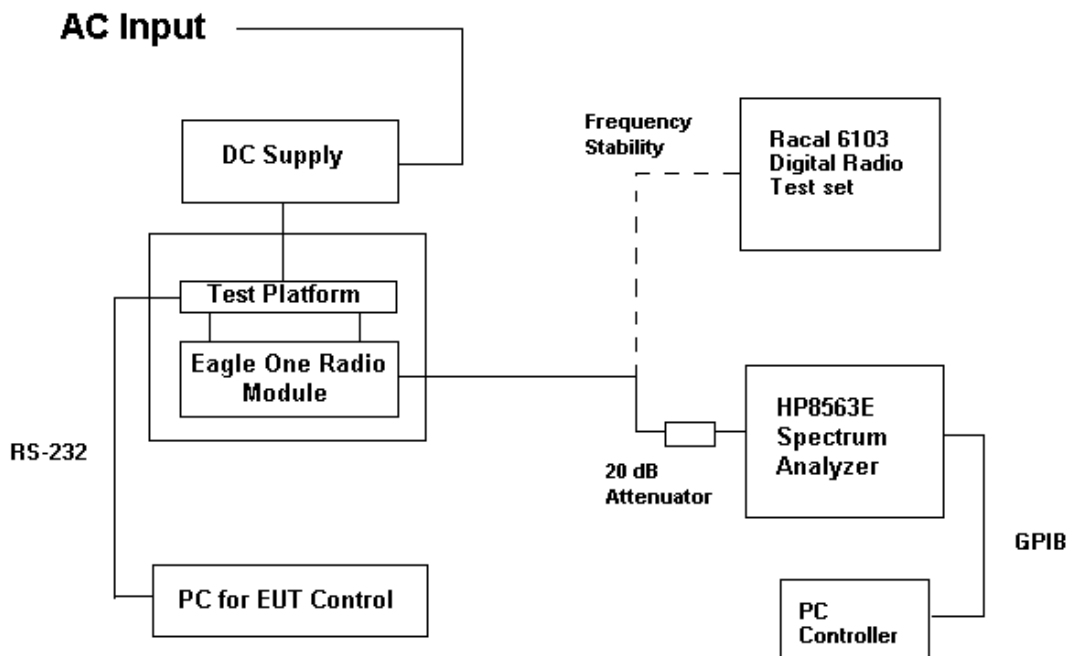 AC Input
DC Supply
Frequency
Stability
Racal 6103
Digital Radio
Test set
Test Platform
Eagle One Radio
Module
HP8563E
Spectrum
Analyzer
RS-232
20 dB
Attenuator
GPIB
PC for EUT Control
PC
Controller